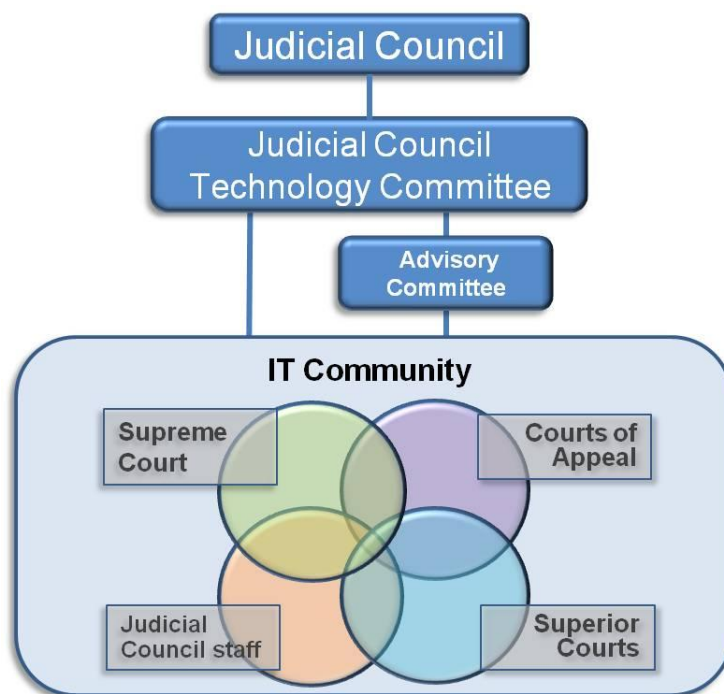 Judicial Council
Judicial Council
Technology Committee
Advisory
Committee
IT Community
Supreme
Court
Courts of
Appeal
Judicial
Council staff
Superior
Courts